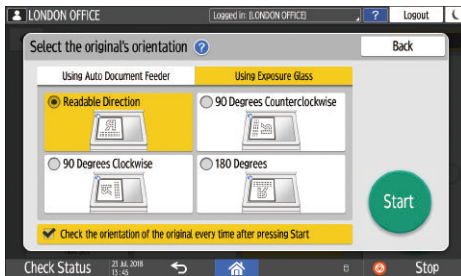 LONDON OFFICE
Logged in: [LONDON OFFICE]
?
Logout
Select the original's orientation ?
Back
Using Auto Document Feeder
Using Exposure Glass
Readable Direction
90 Degrees Counterclockwise
90 Degrees Clockwise
180 Degrees
Start
Check the orientation of the original every time after pressing Start
Check Status
23 Jul. 2018
13:45
Stop